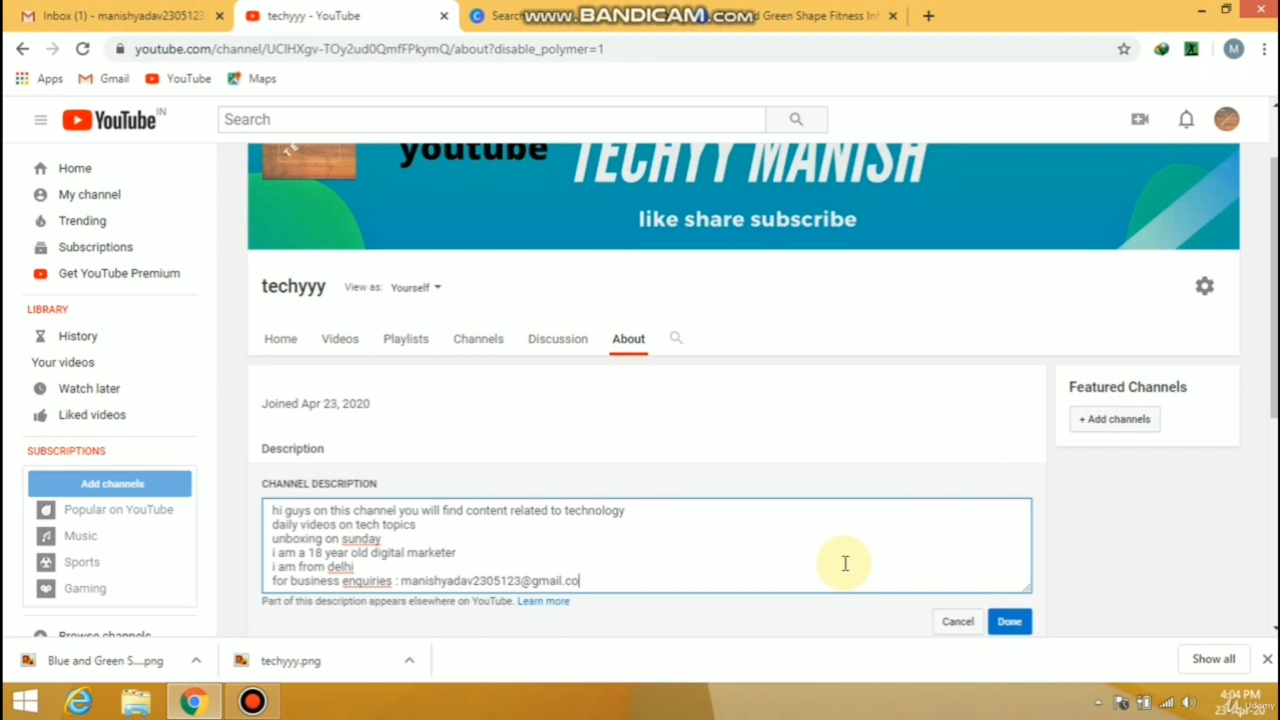 Inbox (1) - manishyadav2305123
techyyy - YouTube
Sear
www.BANDICAM.com
d Green Shape Fitness In
youtube.com/channel/UClHXgv-TOy2ud0QmfFPkymQ/about?disable_polymer=1
M
Apps
Gmail
YouTube
Maps
YouTube IN
Search
Home
My channel
Trending
Subscriptions
Get YouTube Premium
LIBRARY
History
Your videos
Watch later
Liked videos
SUBSCRIPTIONS
Add channels
Popular on YouTube
Music
Sports
Gaming
Browse channels
youtube
TECHYY MANISH
like share subscribe
techyyy
View as: Yourself
Home Videos Playlists Channels Discussion About
Joined Apr 23, 2020
Description
CHANNEL DESCRIPTION
hi guys on this channel you will find content related to technology
daily videos on tech topics
unboxing on sunday
i am a 18 year old digital marketer
i am from delhi
for business enquiries : manishyadav2305123@gmail.co
Part of this description appears elsewhere on YouTube. Learn more
Cancel Done
Featured Channels
+ Add channels
Blue and Green S....png
techyyy.png
Show all
4:04 PM
23-Apr-20
Udemy